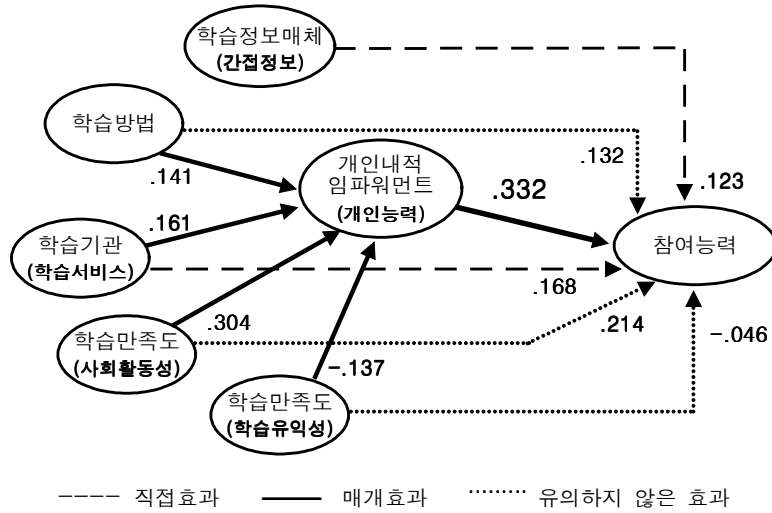 학습정보매체
(간접정보)
학습방법
.141
.132
개인내적
임파워먼트
(개인능력)
.332
.123
.161
학습기관
(학습서비스)
참여능력
.168
.304
.214
학습만족도
(사회활동성)
-.046
-.137
학습만족도
(학습유익성)
직접효과 매개효과 유의하지 않은 효과